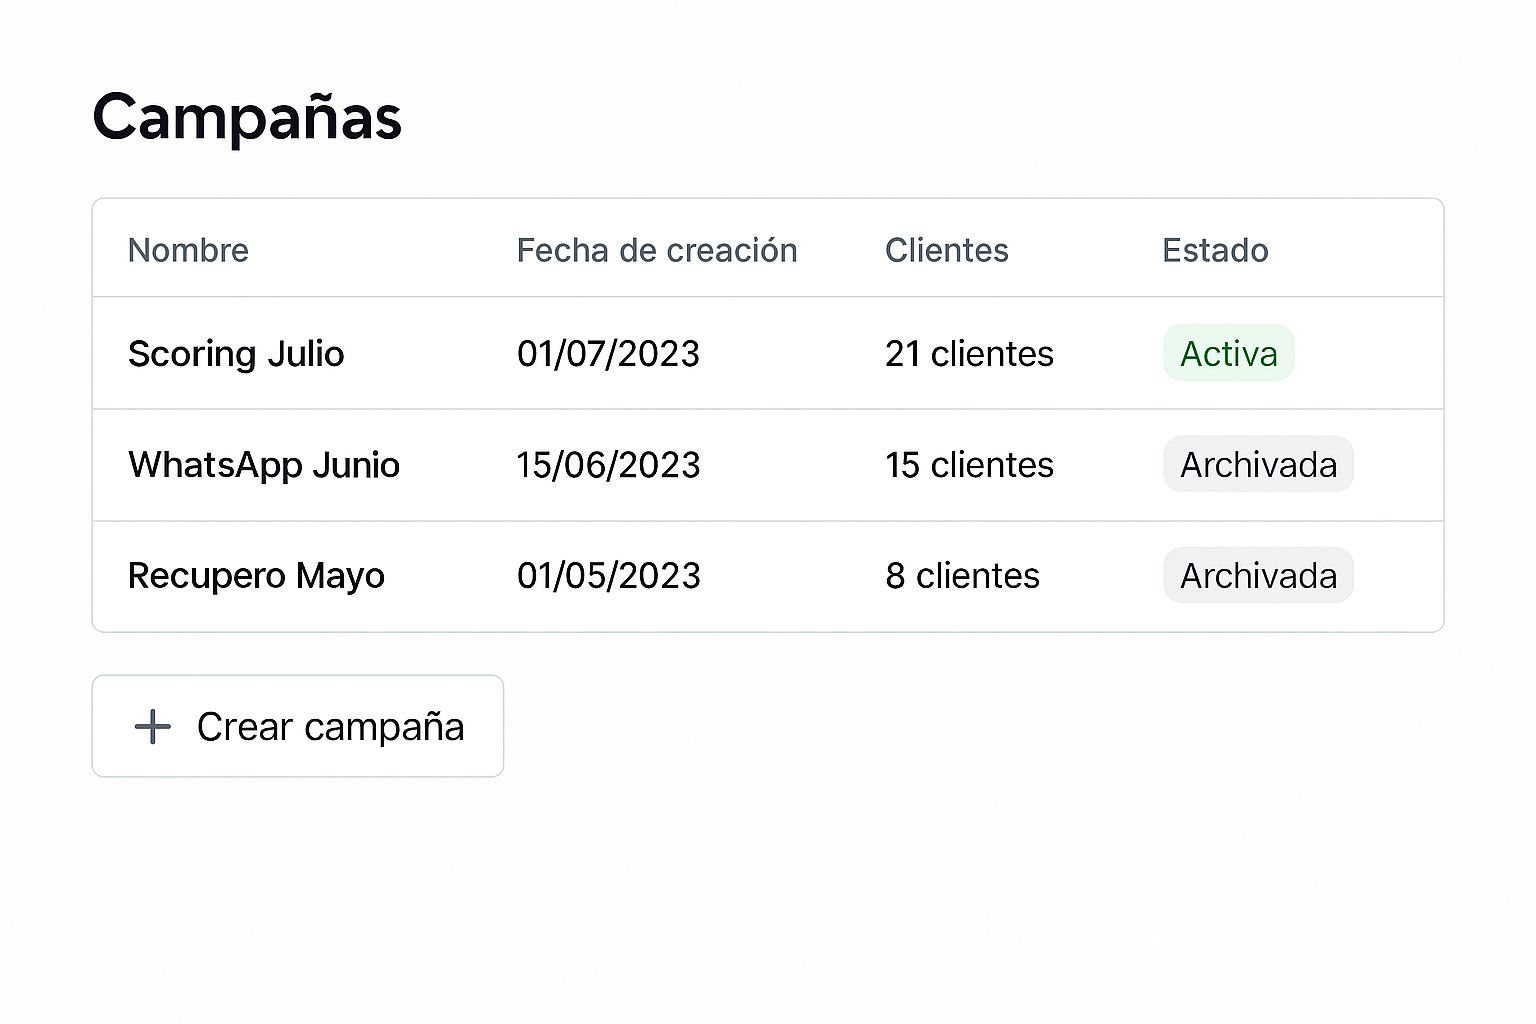 Campañas
Nombre Fecha de creación Clientes Estado
Scoring Julio 01/07/2023 21 clientes Activa
WhatsApp Junio 15/06/2023 15 clientes Archivada
Recupero Mayo 01/05/2023 8 clientes Archivada
+ Crear campaña